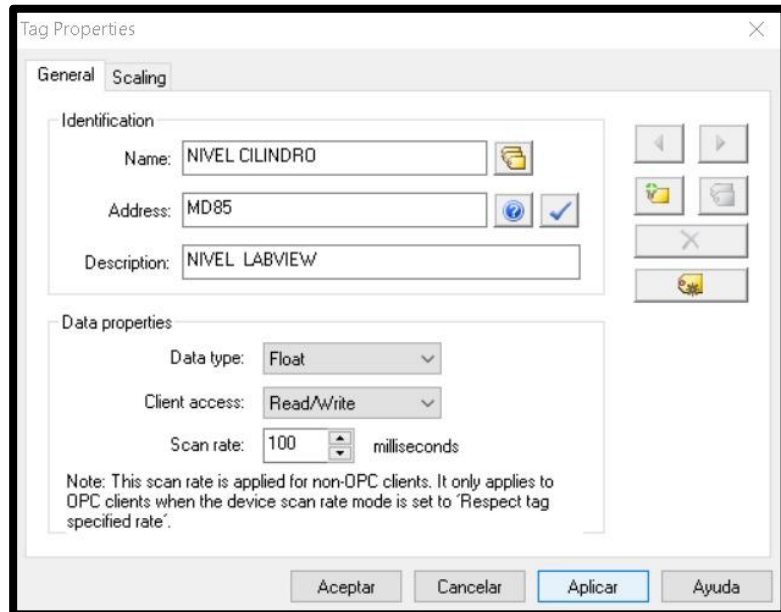 Tag Properties
General Scaling
Identification
Name: NIVEL CILINDRO
Address: MD85
Description: NIVEL  LABVIEW
Data properties
Data type: Float
Client access: Read/Write
Scan rate: 100 milliseconds
Note: This scan rate is applied for non-OPC clients. It only applies to
OPC clients when the device scan rate mode is set to ´Respect tag
specified rate´.
Aceptar Cancelar Aplicar Ayuda